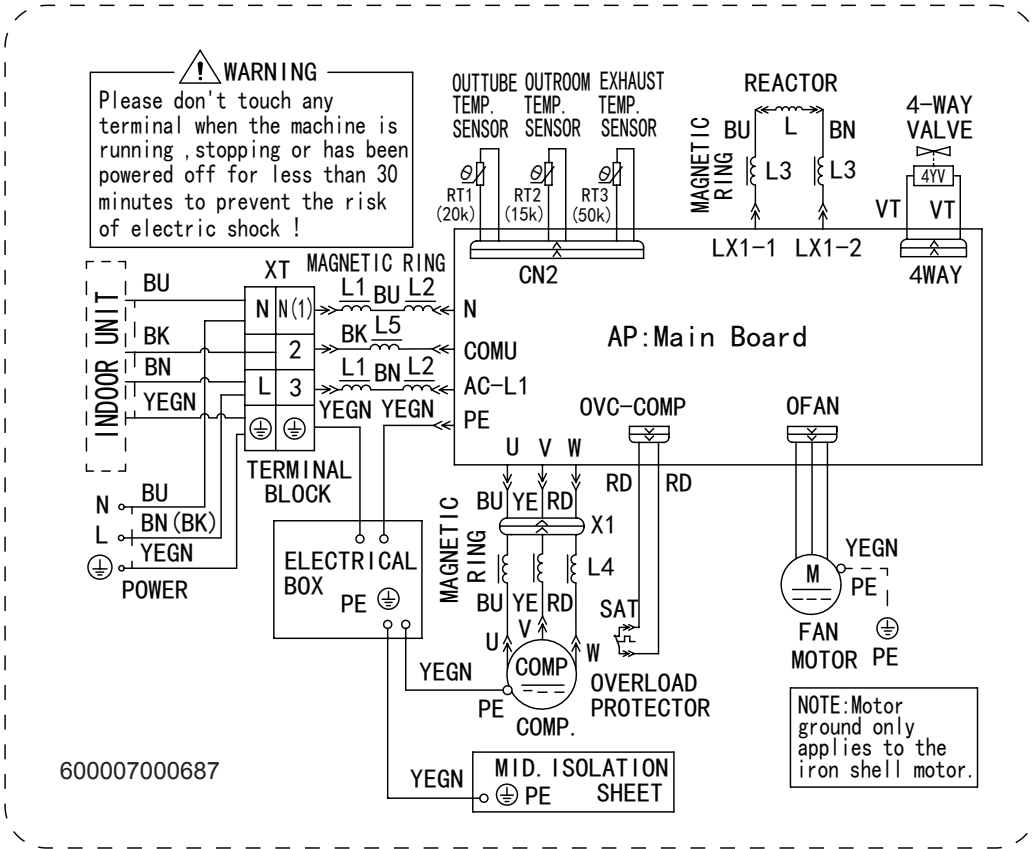 WARNING
Please don't touch any
terminal when the machine is
running ,stopping or has been
powered off for less than 30
minutes to prevent the risk
of electric shock !
OUTTUBE OUTROOM EXHAUST
TEMP. TEMP. TEMP.
SENSOR SENSOR SENSOR
RT1 RT2 RT3
(20k) (15k) (50k)
CN2
REACTOR
L
BU BN
MAGNETIC
RING
L3 L3
LX1-1 LX1-2
4-WAY
VALVE
4YV
VT VT
4WAY
INDOOR UNIT
BU
BK
BN
YEGN
XT
N N(1)
2
L 3
TERMINAL
BLOCK
MAGNETIC RING
L1 BU L2
BK L5
L1 BN L2
YEGN YEGN
N
COMU
AC-L1
PE
AP:Main Board
OVC-COMP
OFAN
U V W
N BU
L BN(BK)
YEGN
POWER
ELECTRICAL
BOX
PE
MAGNETIC
RING
BU YE RD
X1
L4
BU YE RD
U V W
COMP
COMP.
PE
YEGN
RD RD
SAT
OVERLOAD
PROTECTOR
M
YEGN
PE
FAN
MOTOR PE
NOTE:Motor
ground only
applies to the
iron shell motor.
YEGN
MID. ISOLATION
SHEET
PE
600007000687